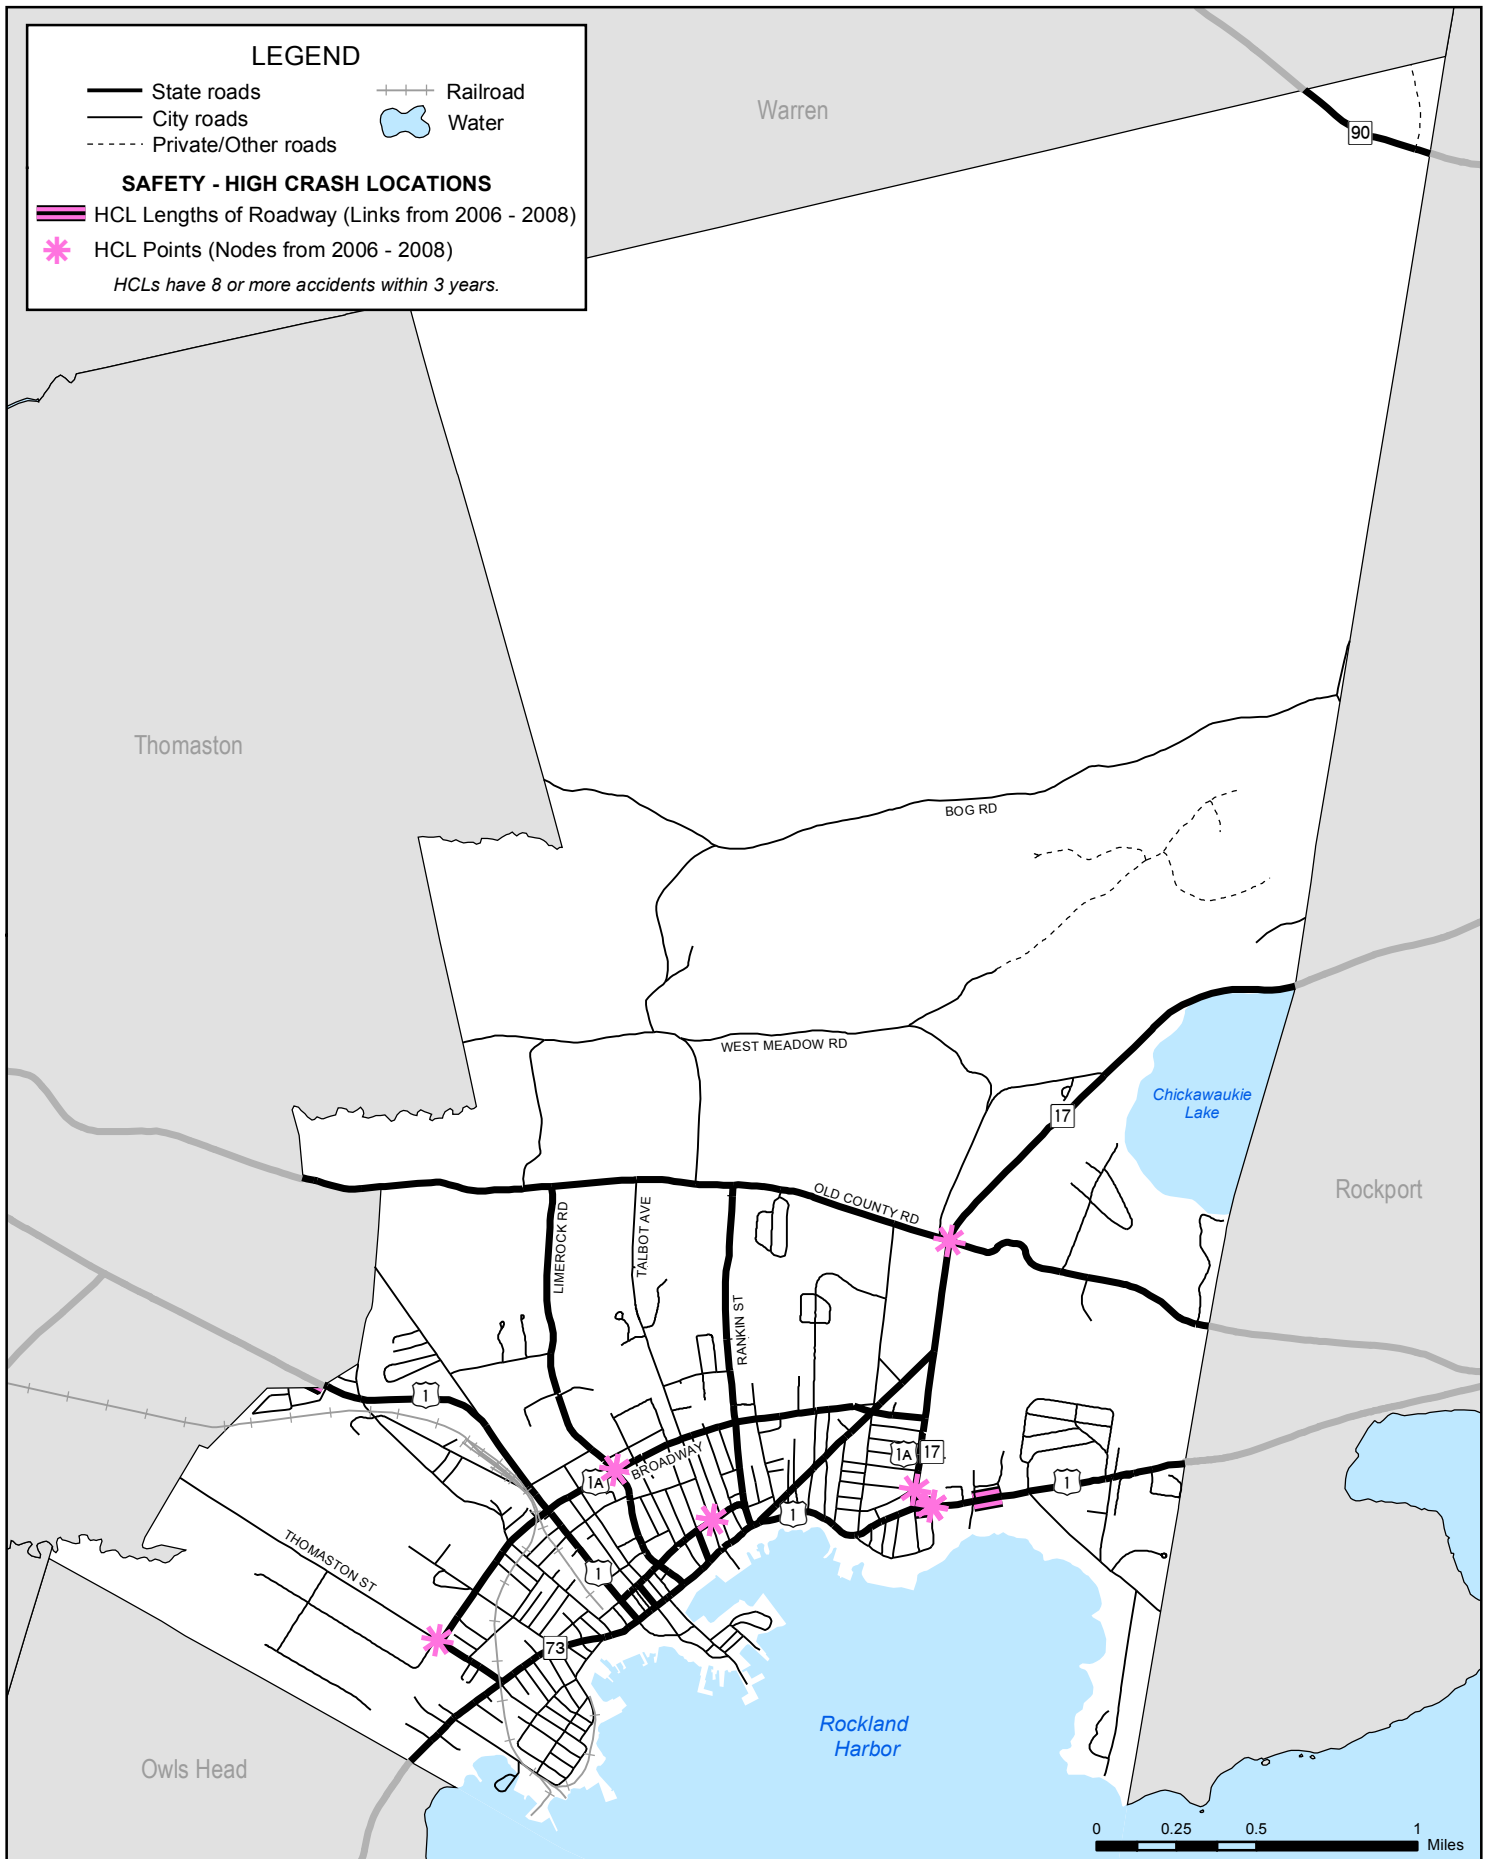 LEGEND
State roads
City roads
Private/Other roads
Railroad
Water
SAFETY - HIGH CRASH LOCATIONS
HCL Lengths of Roadway (Links from 2006 - 2008)
HCL Points (Nodes from 2006 - 2008)
HCLs have 8 or more accidents within 3 years.
Warren
90
Thomaston
BOG RD
WEST MEADOW RD
Chickawaukie
Lake
17
Rockport
OLD COUNTY RD
LIMEROCK RD
TALBOT AVE
RANKIN ST
1
BROADWAY
1A
17
1A
1
1
THOMASTON ST
1
73
Rockland
Harbor
Owls Head
0 0.25 0.5 1
Miles